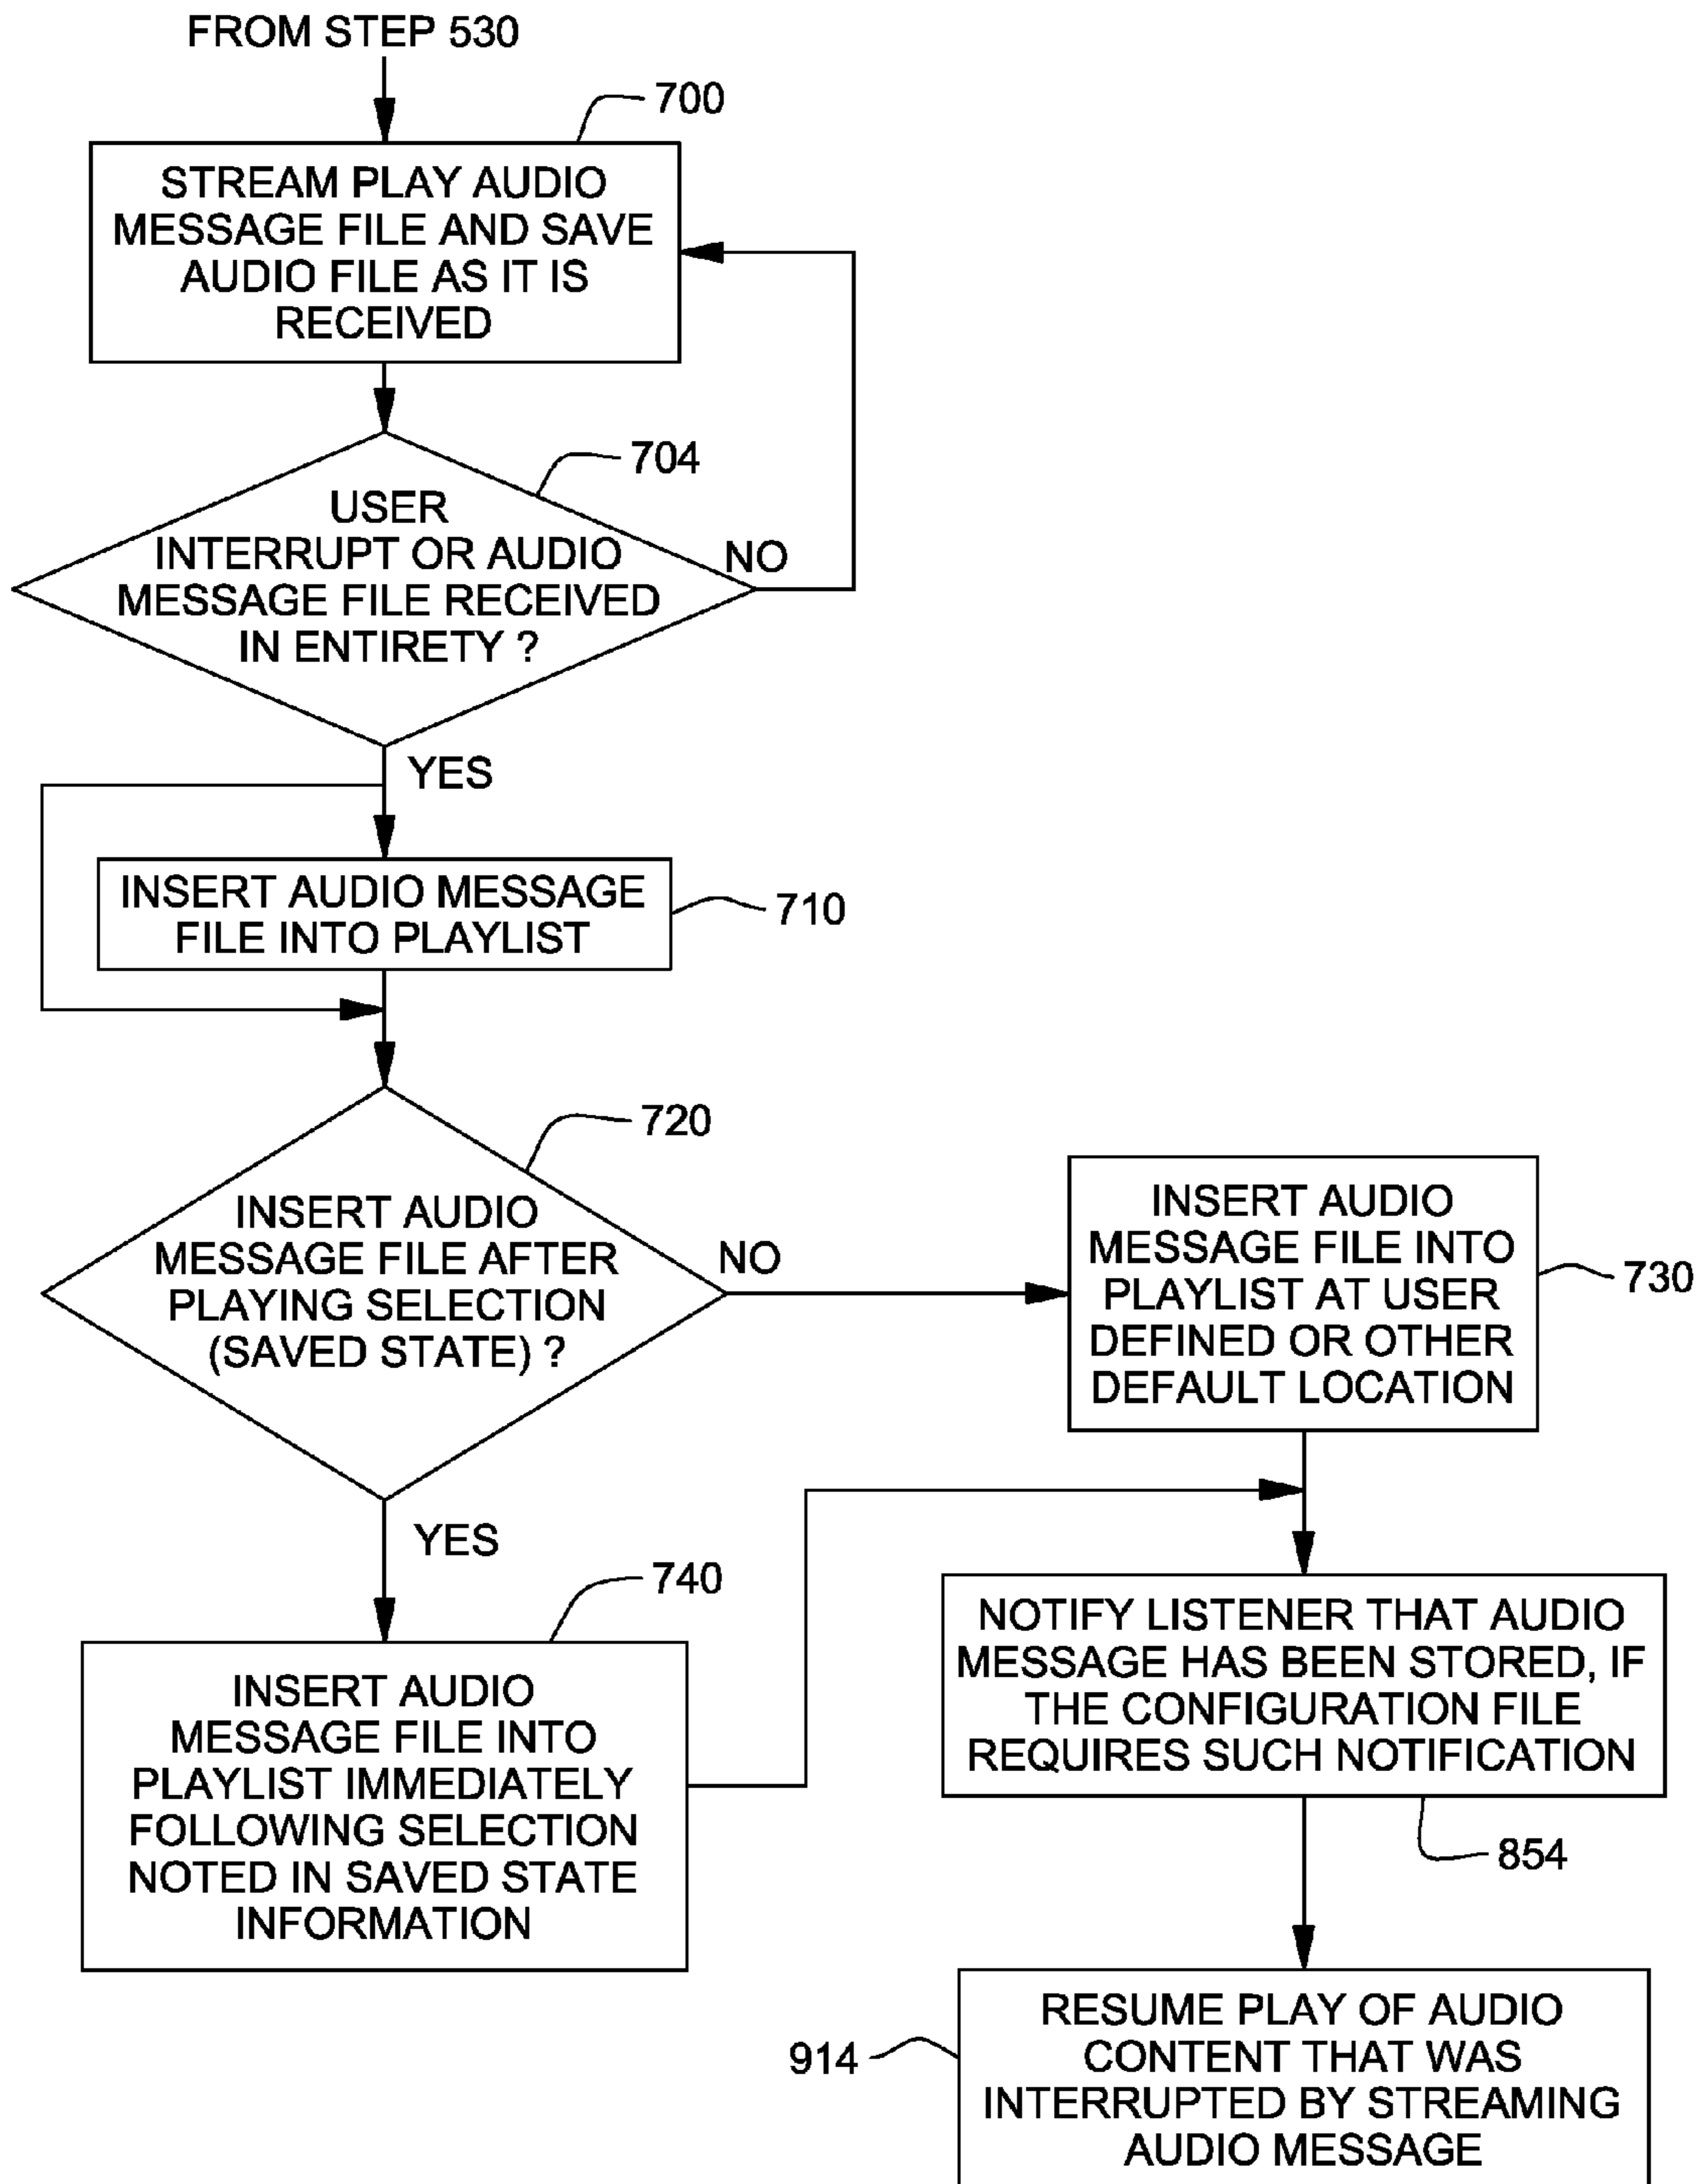 FROM STEP 530
700
STREAM PLAY AUDIO
MESSAGE FILE AND SAVE
AUDIO FILE AS IT IS
RECEIVED
704
USER
INTERRUPT OR AUDIO
MESSAGE FILE RECEIVED
IN ENTIRETY ?
NO
YES
INSERT AUDIO MESSAGE
FILE INTO PLAYLIST
710
720
INSERT AUDIO
MESSAGE FILE AFTER
PLAYING SELECTION
(SAVED STATE) ?
NO
YES
INSERT AUDIO
MESSAGE FILE INTO
PLAYLIST AT USER
DEFINED OR OTHER
DEFAULT LOCATION
730
740
INSERT AUDIO
MESSAGE FILE INTO
PLAYLIST IMMEDIATELY
FOLLOWING SELECTION
NOTED IN SAVED STATE
INFORMATION
NOTIFY LISTENER THAT AUDIO
MESSAGE HAS BEEN STORED, IF
THE CONFIGURATION FILE
REQUIRES SUCH NOTIFICATION
854
914
RESUME PLAY OF AUDIO
CONTENT THAT WAS
INTERRUPTED BY STREAMING
AUDIO MESSAGE